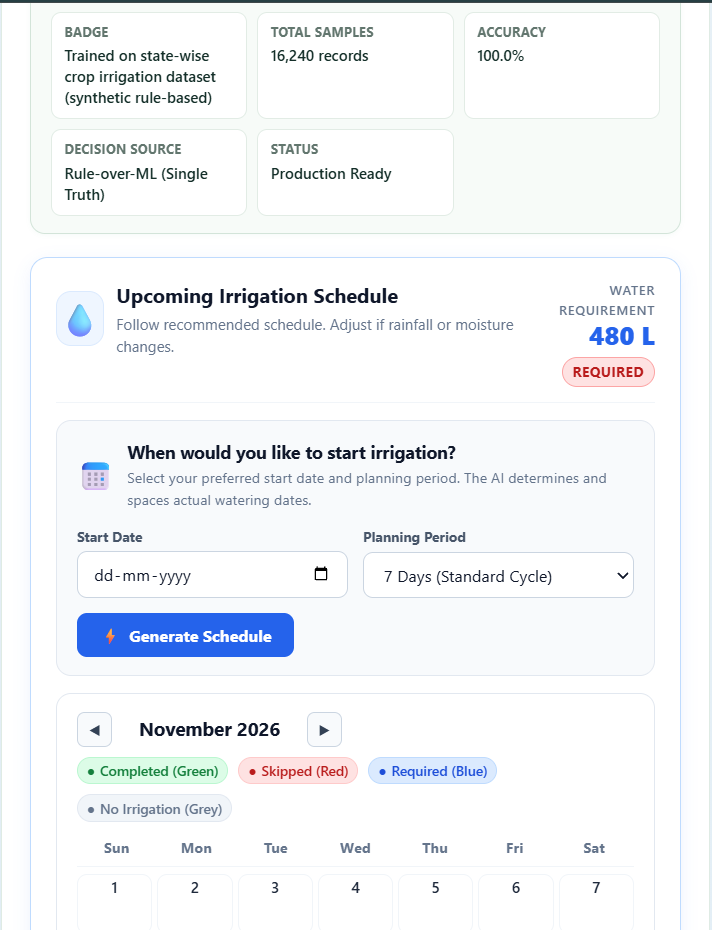 BADGE
Trained on state-wise
crop irrigation dataset
(synthetic rule-based)
TOTAL SAMPLES
16,240 records
ACCURACY
100.0%
DECISION SOURCE
Rule-over-ML (Single
Truth)
STATUS
Production Ready
Upcoming Irrigation Schedule
Follow recommended schedule. Adjust if rainfall or moisture
changes.
WATER
REQUIREMENT
480 L
REQUIRED
When would you like to start irrigation?
Select your preferred start date and planning period. The AI determines and
spaces actual watering dates.
Start Date
dd-mm-yyyy
Planning Period
7 Days (Standard Cycle)
Generate Schedule
November 2026
Completed (Green)
Skipped (Red)
Required (Blue)
No Irrigation (Grey)
Sun Mon Tue Wed Thu Fri Sat
1 2 3 4 5 6 7